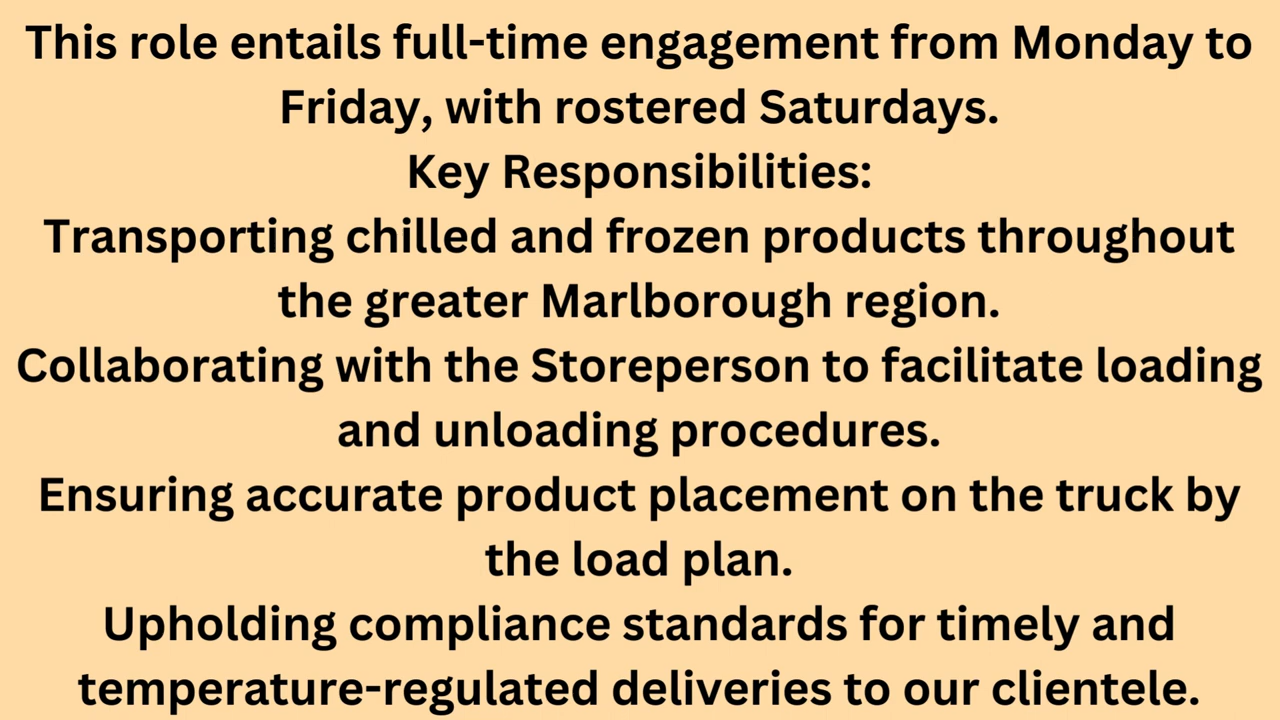 This role entails full-time engagement from Monday to
Friday, with rostered Saturdays.
Key Responsibilities:
Transporting chilled and frozen products throughout
the greater Marlborough region.
Collaborating with the Storeperson to facilitate loading
and unloading procedures.
Ensuring accurate product placement on the truck by
the load plan.
Upholding compliance standards for timely and
temperature-regulated deliveries to our clientele.